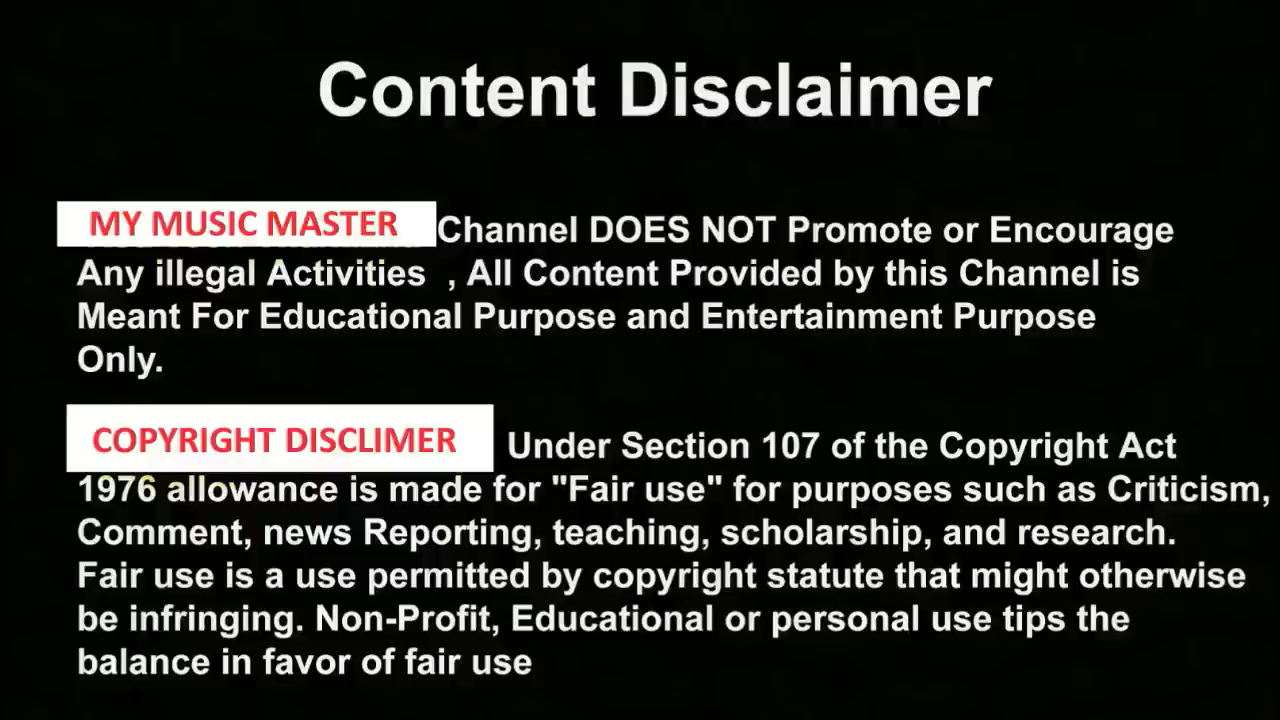 Content Disclaimer
MY MUSIC MASTER Channel DOES NOT Promote or Encourage
Any illegal Activities , All Content Provided by this Channel is
Meant For Educational Purpose and Entertainment Purpose
Only.
COPYRIGHT DISCLIMER Under Section 107 of the Copyright Act
1976 allowance is made for "Fair use" for purposes such as Criticism,
Comment, news Reporting, teaching, scholarship, and research.
Fair use is a use permitted by copyright statute that might otherwise
be infringing. Non-Profit, Educational or personal use tips the
balance in favor of fair use